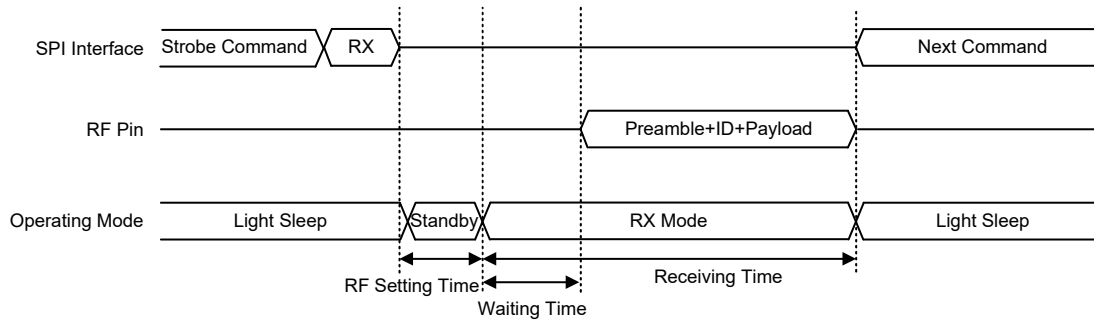 SPI Interface Strobe Command RX Next Command
RF Pin Preamble+ID+Payload
Operating Mode Light Sleep Standby RX Mode Light Sleep
RF Setting Time Receiving Time
Waiting Time